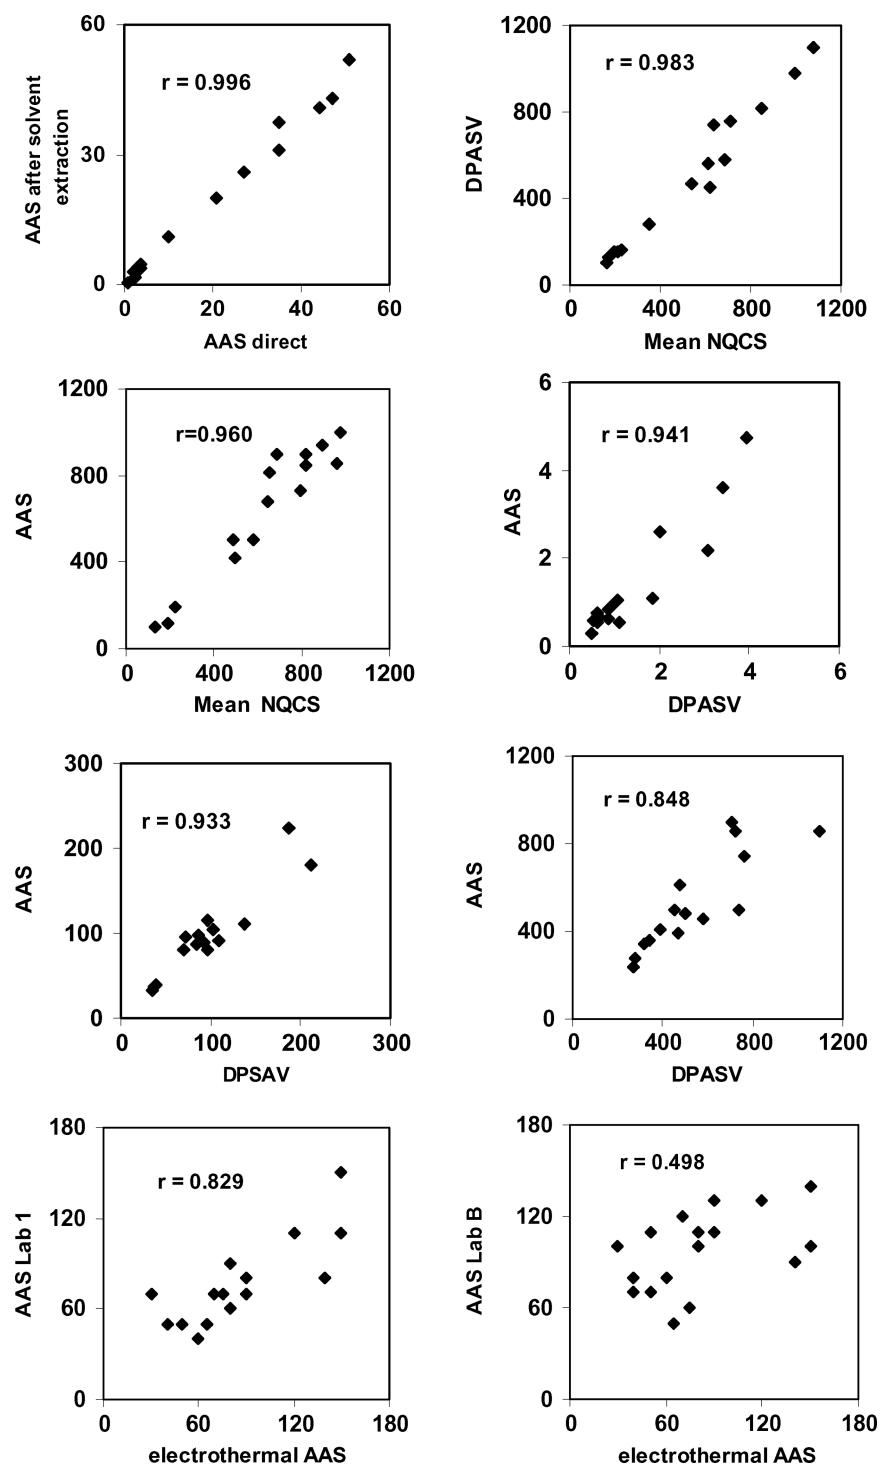 60
30
0
AAS after solvent
extraction
r = 0.996
0 20 40 60
AAS direct
1200
800
400
0
DPASV
r = 0.983
0 400 800 1200
Mean NQCS
1200
800
400
0
AAS
r=0.960
0 400 800 1200
Mean NQCS
6
4
2
0
AAS
r = 0.941
0 2 4 6
DPASV
300
200
100
0
AAS
r = 0.933
0 100 200 300
DPSAV
1200
800
400
0
AAS
r = 0.848
0 400 800 1200
DPASV
180
120
60
0
AAS Lab 1
r = 0.829
0 60 120 180
electrothermal AAS
180
120
60
0
AAS Lab B
r = 0.498
0 60 120 180
electrothermal AAS